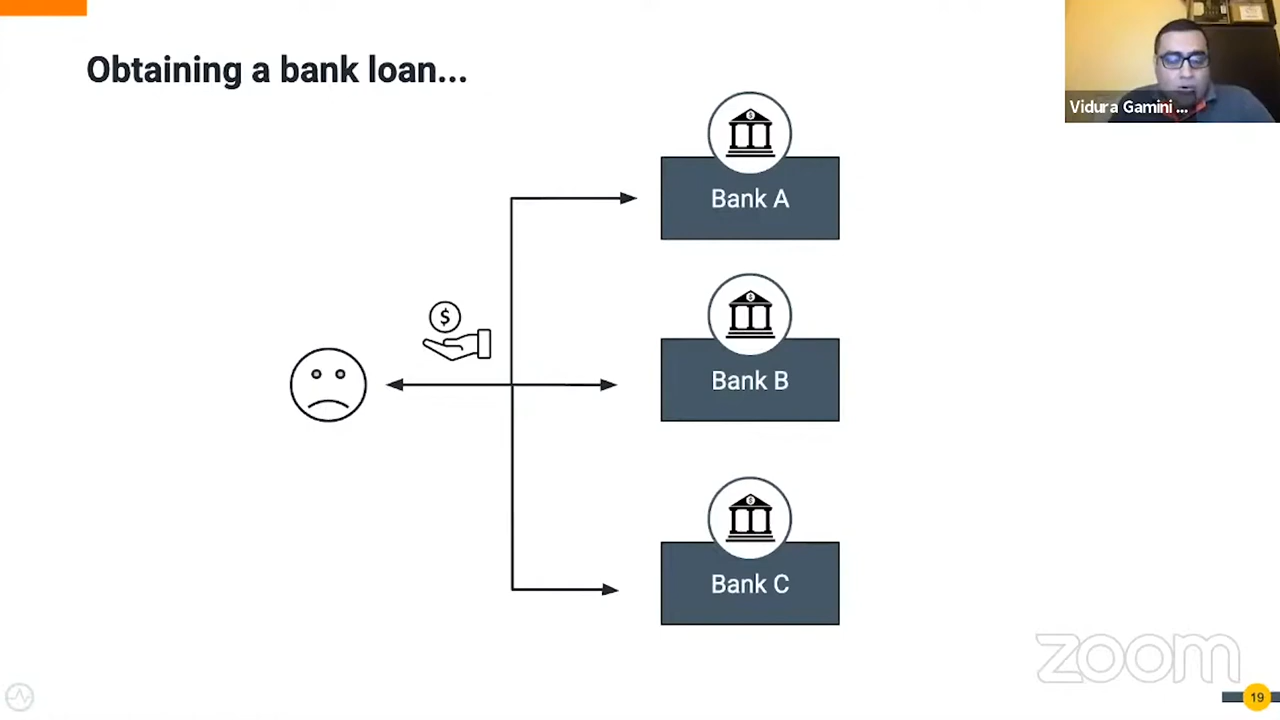 Obtaining a bank loan...
Vidura Gamini ...
$
Bank A
$
$
Bank B
$
Bank C
zoom
19